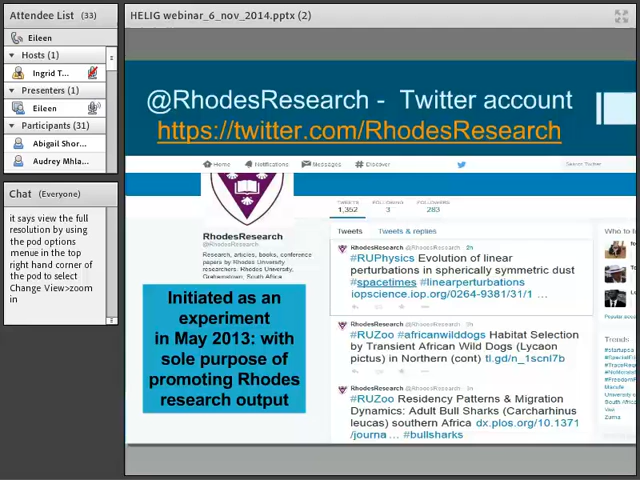 Attendee List (33)
Eileen
Hosts (1)
Ingrid T...
Presenters (1)
Eileen
Participants (31)
Abigail Shor...
Audrey Mhla...
Chat (Everyone)
it says view the full
resolution by using
the pod options
menue in the top
right hand corner of
the pod to select
Change View>zoom
in
HELIG webinar_6_nov_2014.pptx (2)
@RhodesResearch - Twitter account
https://twitter.com/RhodesResearch
Home Notifications Messages Discover
Search Twitter
TWEETS FOLLOWING FOLLOWERS
1,352 3 283
RhodesResearch
@RhodesResearch
Research, articles, books, conference
papers by Rhodes University
researchers. Rhodes University,
Grahamstown, South Africa
Initiated as an
experiment
in May 2013: with
sole purpose of
promoting Rhodes
research output
Tweets Tweets & replies
RhodesResearch @RhodesResearch 2h
#RUPhysics Evolution of linear
perturbations in spherically symmetric dust
#spacetimes #linearperturbations
iopscience.iop.org/0264-9381/31/1 ...
RhodesResearch @RhodesResearch
#RUZoo #africanwilddogs Habitat Selection
by Transient African Wild Dogs (Lycaon
pictus) in Northern (cont) tl.gd/n_1scnl7b
RhodesResearch @RhodesResearch
#RUZoo Residency Patterns & Migration
Dynamics: Adult Bull Sharks (Carcharhinus
leucas) southern Africa dx.plos.org/10.1371
/journa ... #bullsharks
Who to
Trends